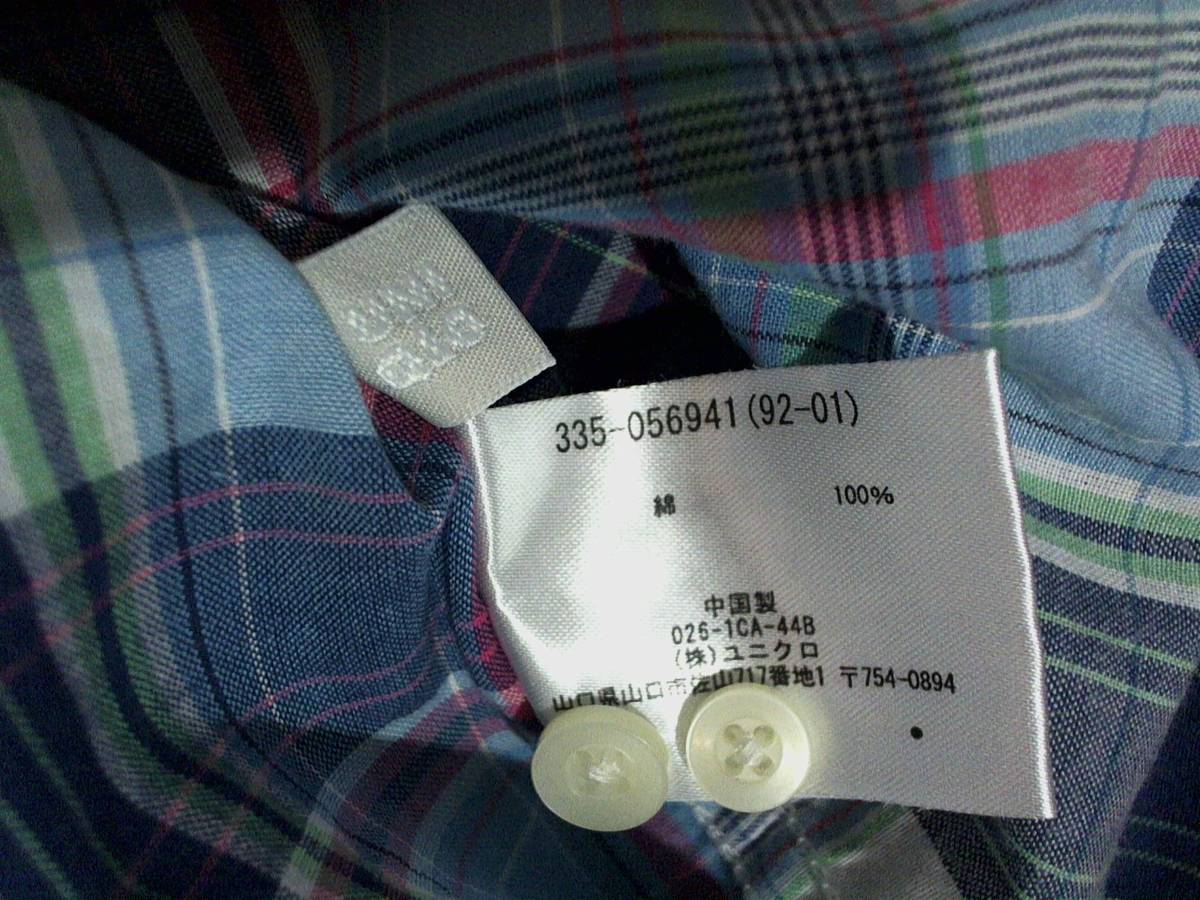 335-056941(92-01)
綿 100%
中国製
026-1CA-44B
(株)ユニクロ
山口県山口市佐山717番地1 〒754-0894